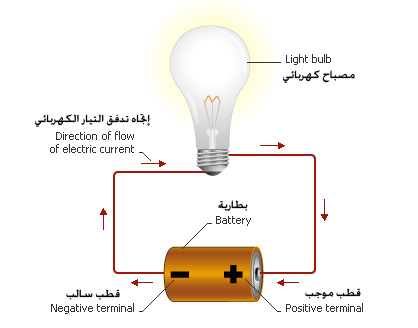 Light bulb
مصباح كهربائي
إتجاه تدفق التيار الكهربائي
Direction of flow
of electric current
بطارية
Battery
قطب سالب
Negative terminal
قطب موجب
Positive terminal